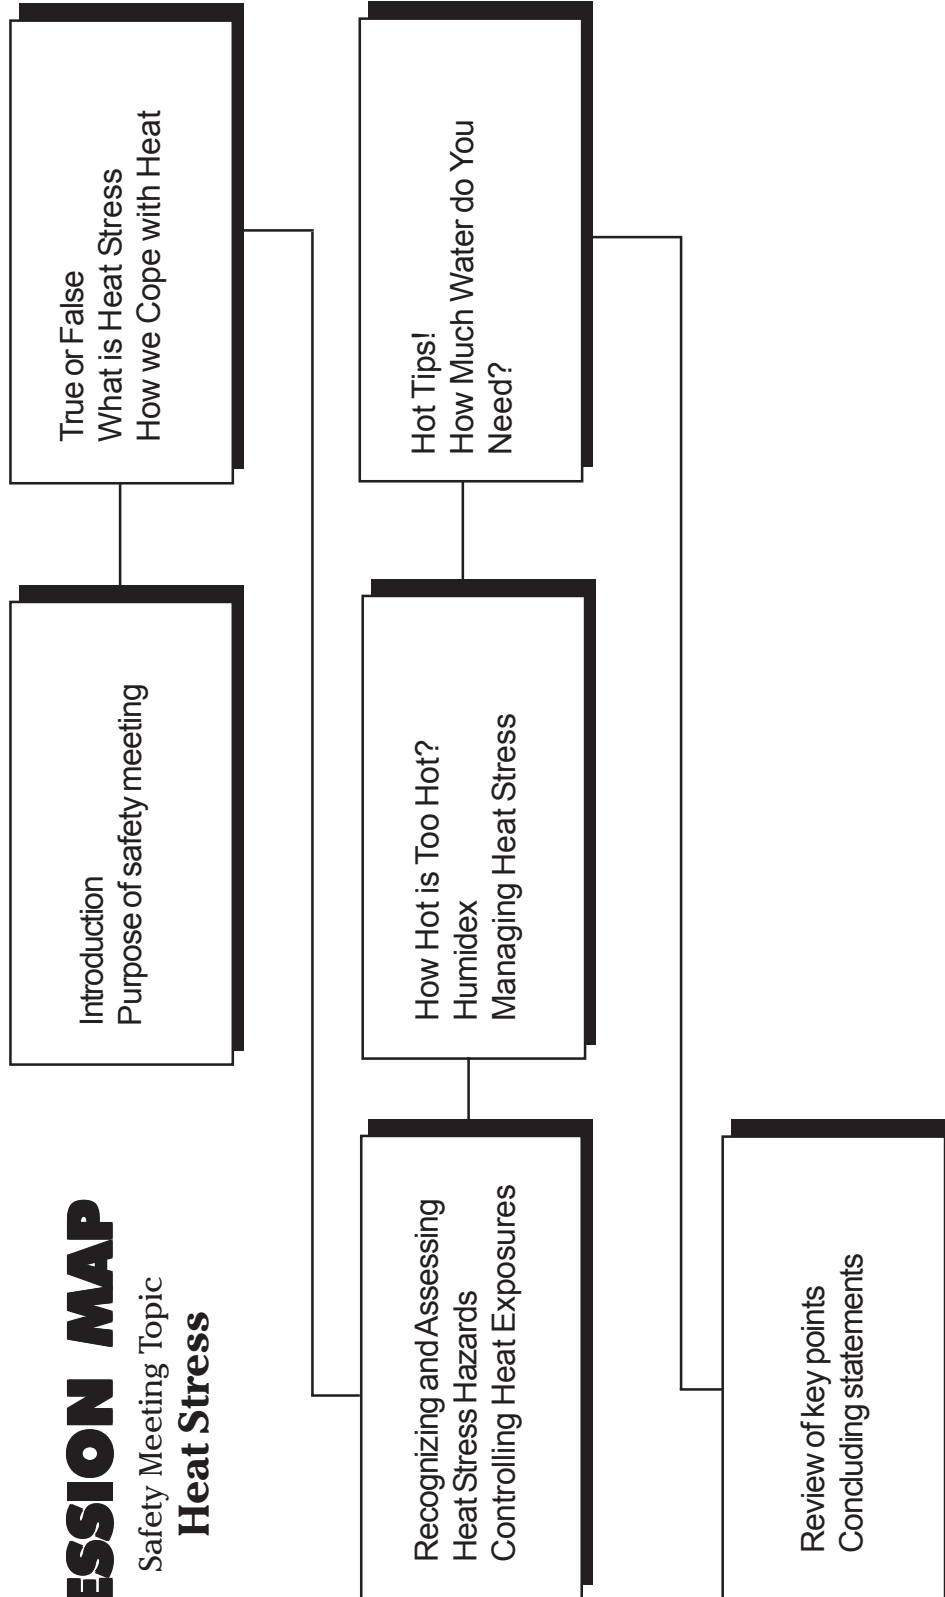 ESSION MAP
Safety Meeting Topic
Heat Stress
Introduction
Purpose of safety meeting
True or False
What is Heat Stress
How we Cope with Heat
Recognizing and Assessing
Heat Stress Hazards
Controlling Heat Exposures
How Hot is Too Hot?
Humidex
Managing Heat Stress
Hot Tips!
How Much Water do You
Need?
Review of key points
Concluding statements